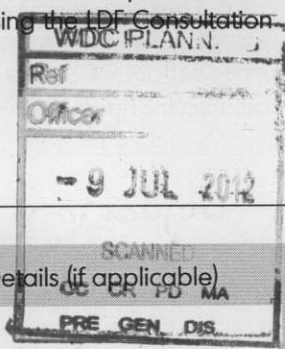 ing the LDF Consultation
WDC PLANN.
Ref
Officer
- 9 JUL 2012
SCANNED
etails (if applicable)
CC CR PD MA
PRE GEN DIS